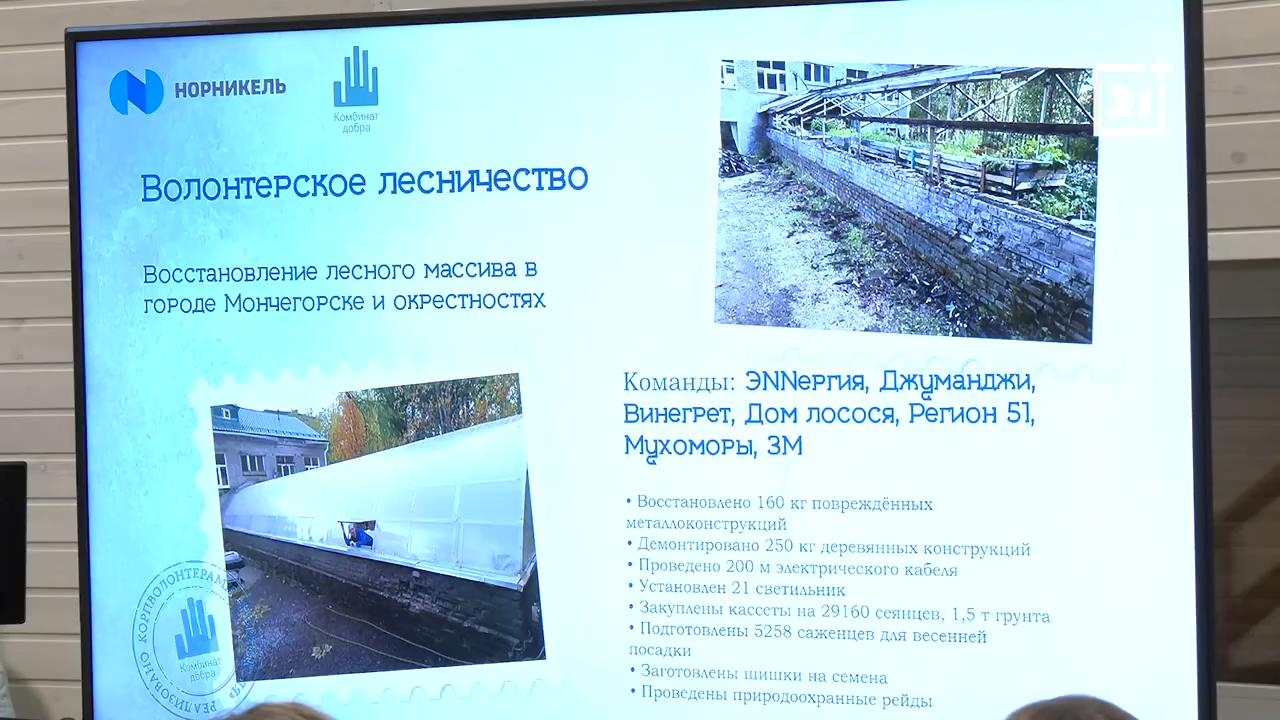 НОРНИКЕЛЬ
Комбинат
добра
21+
Волонтерское лесничество
Восстановление лесного массива в
городе Мончегорске и окрестностях
Команды: ЭNNергия, Джуманджи,
Винегрет, Дом лосося, Регион 51,
Мухоморы, 3М
• Восстановлено 160 кг повреждённых
металлоконструкций
• Демонтировано 250 кг деревянных конструкций
• Проведено 200 м электрического кабеля
• Установлен 21 светильник
• Закуплены кассеты на 29160 сеянцев, 1,5 т грунта
• Подготовлены 5258 саженцев для весенней
посадки
• Заготовлены шишки на семена
• Проведены природоохранные рейды
РЕАЛИЗОВАНО КОРПВОЛОНТЕРАМИ
Комбинат
добра